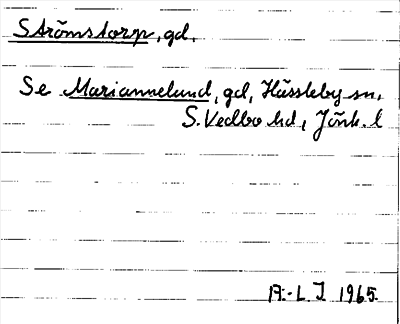 Strömstorp, gd.
Se Mariannelund, gd, Hässleby sn,
S. Vedbo hd, Jönk. l
A.-L J 1965.